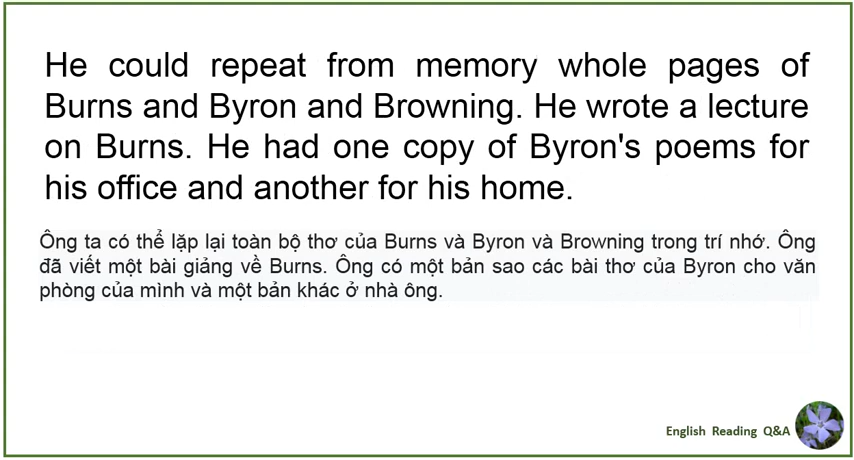 He could repeat from memory whole pages of
Burns and Byron and Browning. He wrote a lecture
on Burns. He had one copy of Byron's poems for
his office and another for his home.
Ông ta có thể lặp lại toàn bộ thơ của Burns và Byron và Browning trong trí nhớ. Ông
đã viết một bài giảng về Burns. Ông có một bản sao các bài thơ của Byron cho văn
phòng của mình và một bản khác ở nhà ông.
English Reading Q&A